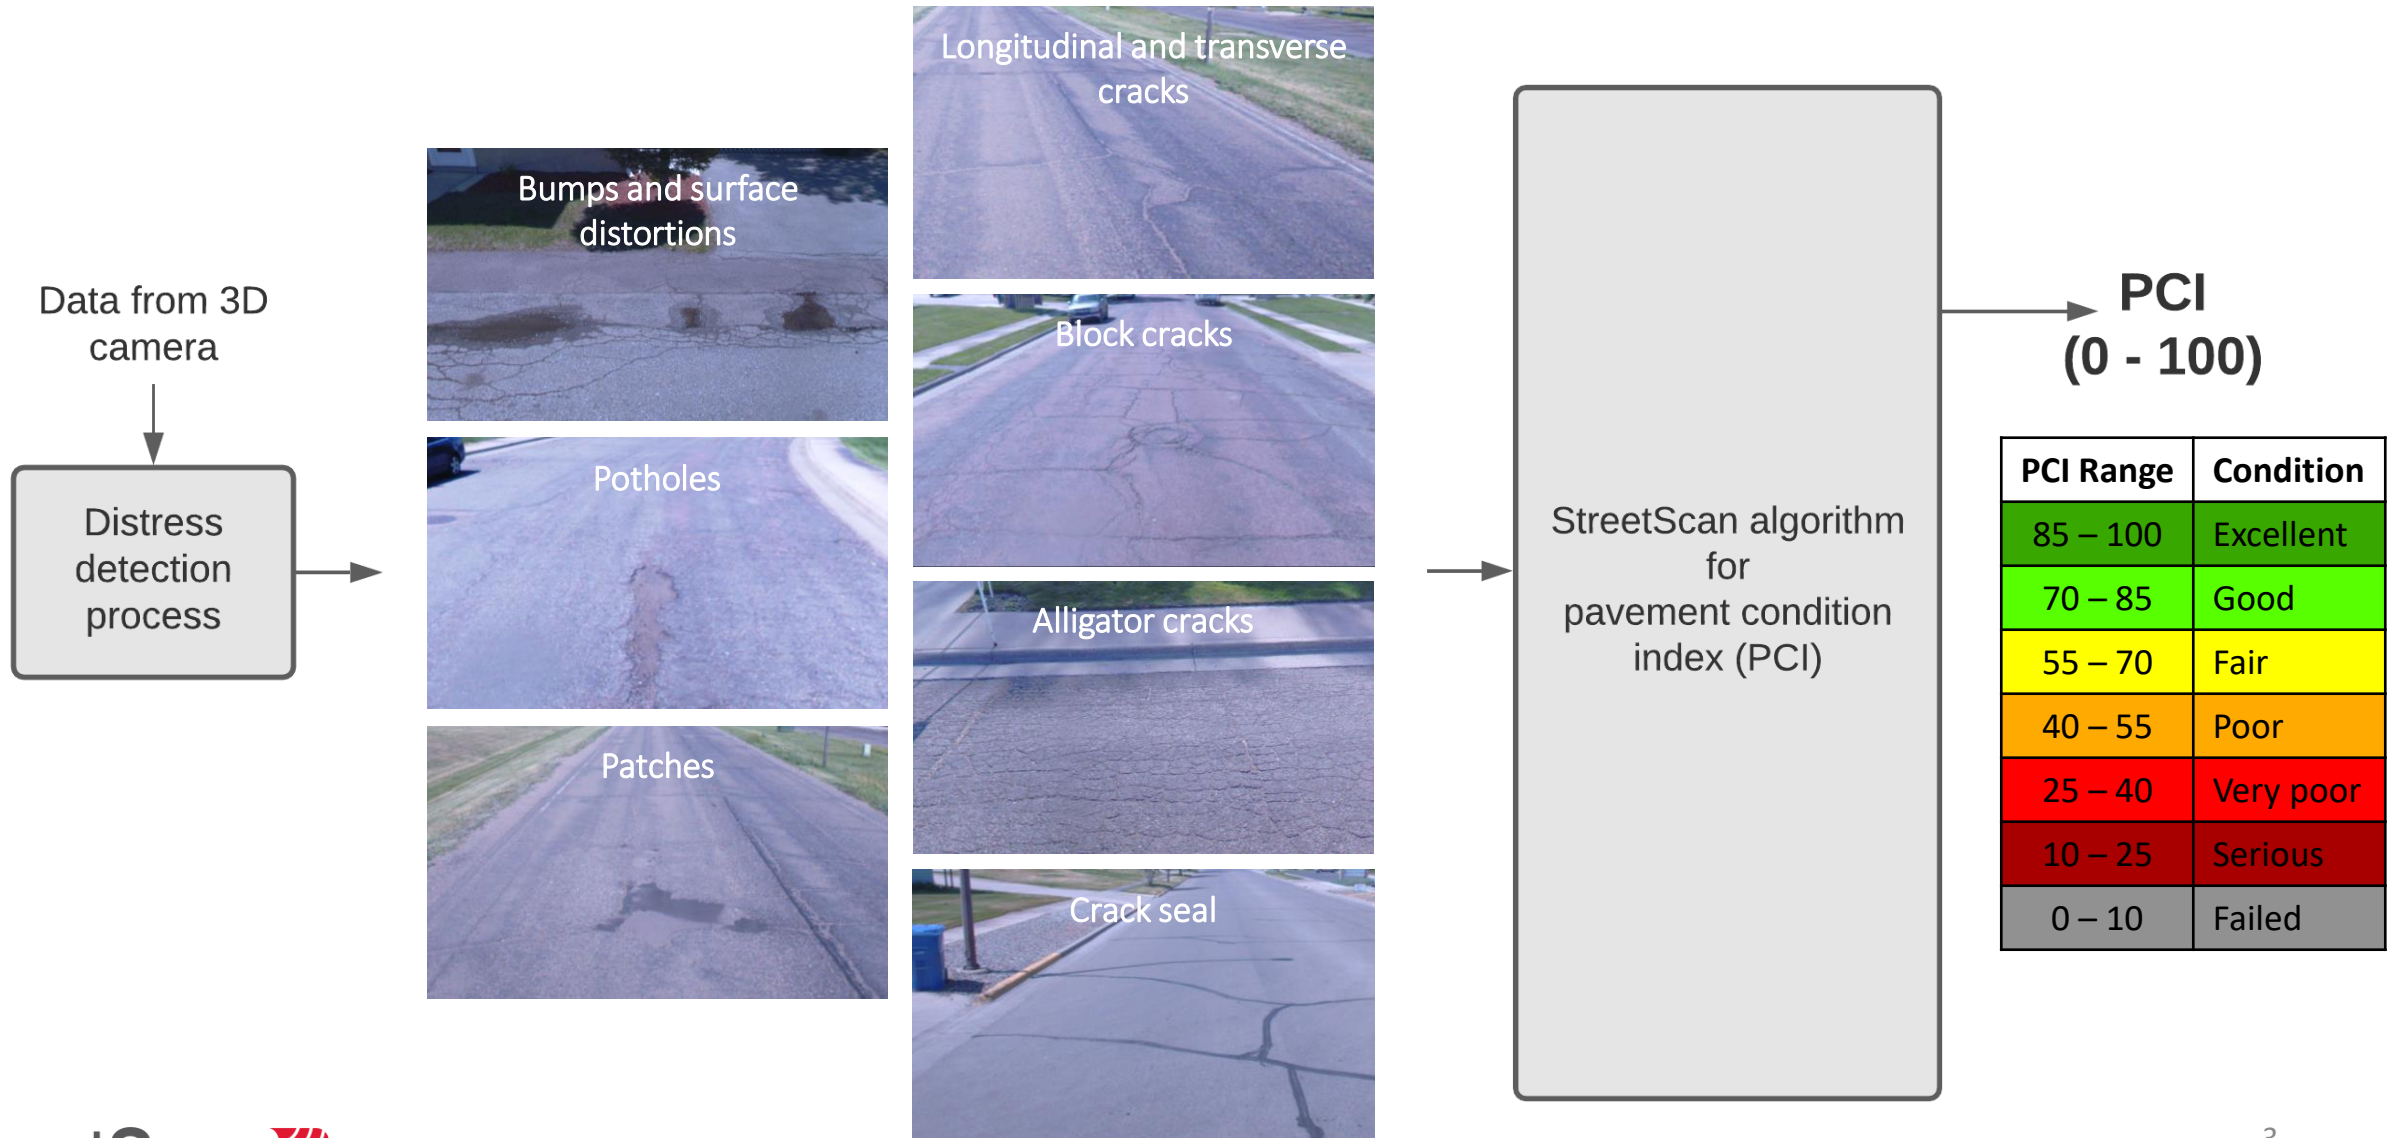 Data from 3D
camera
Distress
detection
process
Bumps and surface
distortions
Potholes
Patches
Longitudinal and transverse
cracks
Block cracks
Alligator cracks
Crack seal
StreetScan algorithm
for
pavement condition
index (PCI)
PCI
(0 - 100)
PCI Range Condition
85 – 100 Excellent
70 – 85 Good
55 – 70 Fair
40 – 55 Poor
25 – 40 Very poor
10 – 25 Serious
0 – 10 Failed